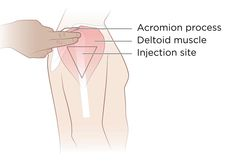 Acromion process
Deltoid muscle
Injection site